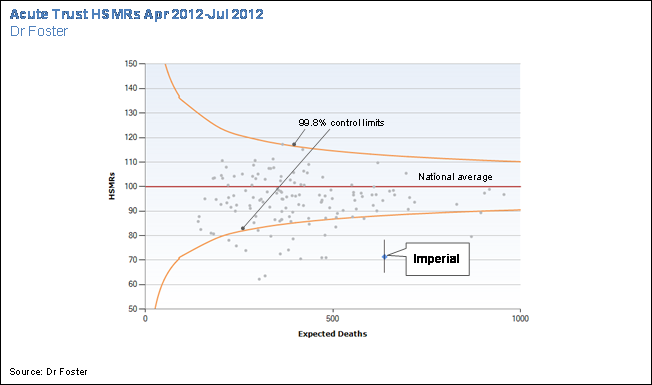 Acute Trust HSMRs Apr 2012-Jul 2012
Dr Foster
150
140
130
120
110
100
90
80
70
60
50
HSMRs
99.8% control limits
National average
Imperial
0
500
1000
Expected Deaths
Source: Dr Foster